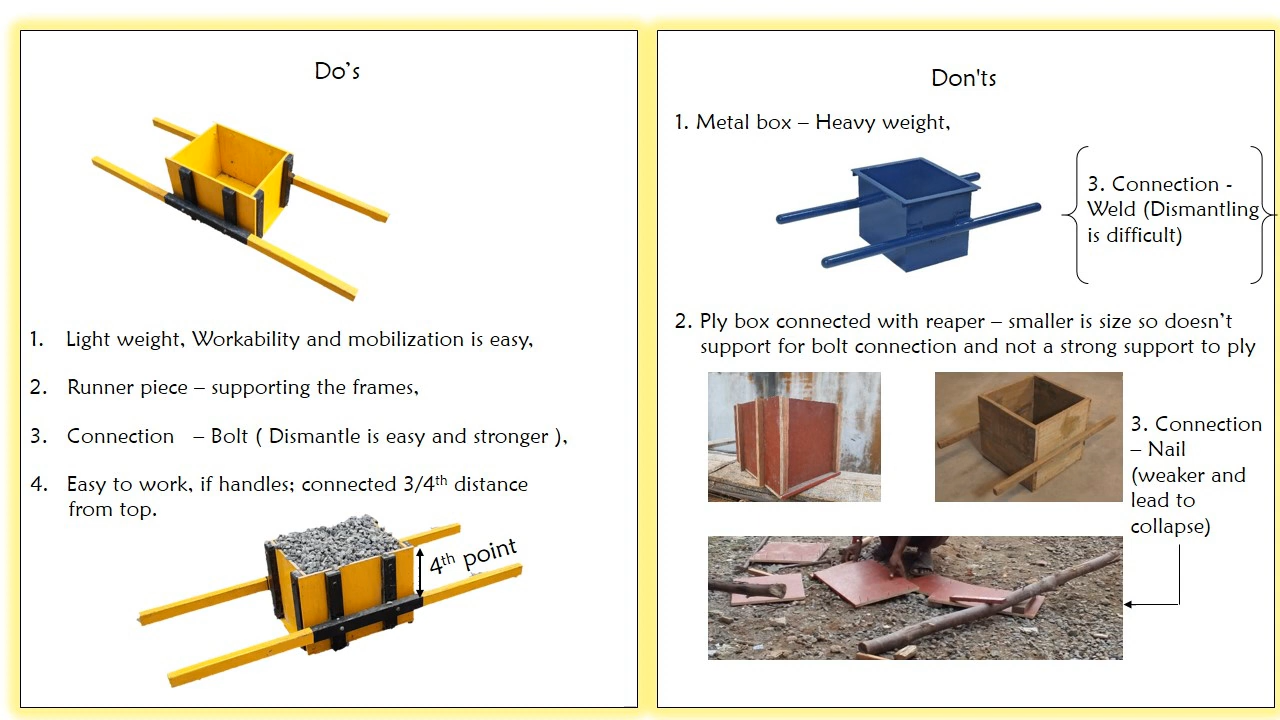 Do’s
1. Light weight, Workability and mobilization is easy,
2. Runner piece – supporting the frames,
3. Connection – Bolt ( Dismantle is easy and stronger ),
4. Easy to work, if handles; connected 3/4th distance
from top.
4th point
Don'ts
1. Metal box – Heavy weight,
3. Connection -
Weld (Dismantling
is difficult)
2. Ply box connected with reaper – smaller is size so doesn’t
support for bolt connection and not a strong support to ply
3. Connection
– Nail
(weaker and
lead to
collapse)